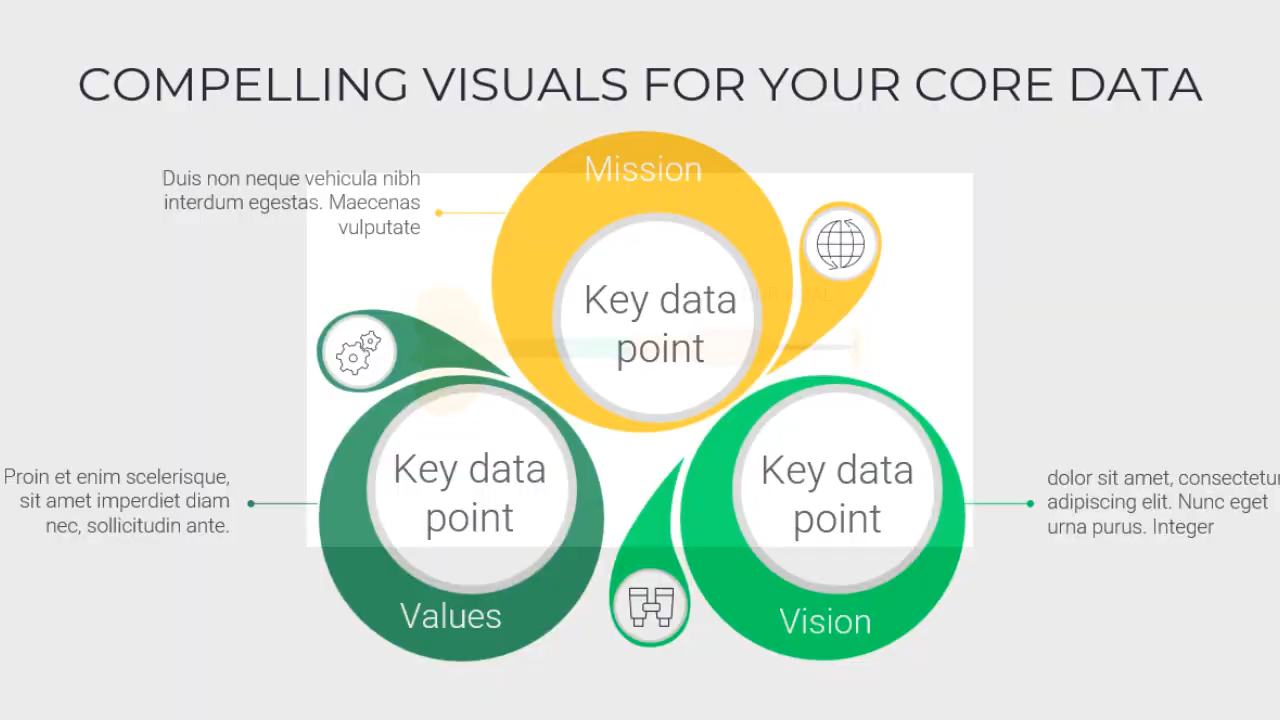 COMPELLING VISUALS FOR YOUR CORE DATA
Mission
Duis non neque vehicula nibh
interdum egestas. Maecenas
vulputate
Key data
point
Key data
point
Key data
point
Proin et enim scelerisque,
sit amet imperdiet diam
nec, sollicitudin ante.
dolor sit amet, consectetur
adipiscing elit. Nunc eget
urna purus. Integer
Values
Vision